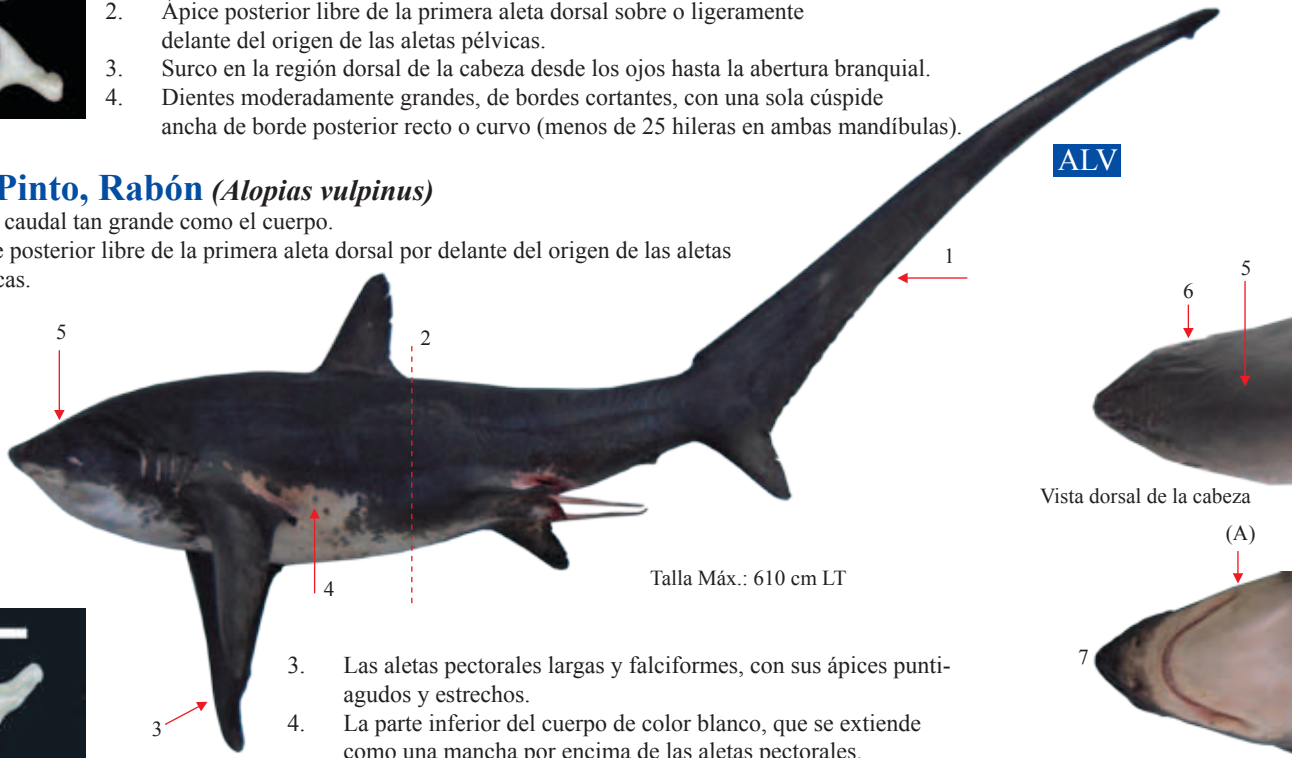 2. Ápice posterior libre de la primera aleta dorsal sobre o ligeramente
delante del origen de las aletas pélvicas.
3. Surco en la región dorsal de la cabeza desde los ojos hasta la abertura branquial.
4. Dientes moderadamente grandes, de bordes cortantes, con una sola cúspide
ancha de borde posterior recto o curvo (menos de 25 hileras en ambas mandíbulas).
ALV
Pinto, Rabón (Alopias vulpinus)
caudal tan grande como el cuerpo.
posterior libre de la primera aleta dorsal por delante del origen de las aletas
1
5
6
5
2
Vista dorsal de la cabeza
(A)
Talla Máx.: 610 cm LT
4
7
3. Las aletas pectorales largas y falciformes, con sus ápices punti-
agudos y estrechos.
3
4. La parte inferior del cuerpo de color blanco, que se extiende
como una mancha por encima de las aletas pectorales.